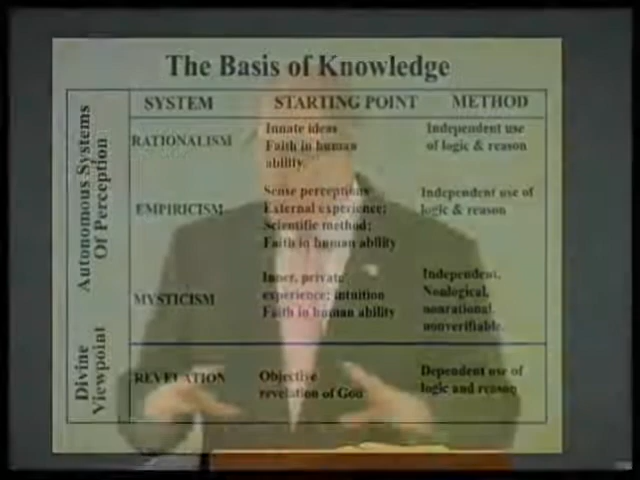 The Basis of Knowledge
SYSTEM STARTING POINT METHOD
Autonomous Systems
Of Perception
RATIONALISM
Innate ideas
Faith in human
ability.
Independent use
of logic & reason
EMPIRICISM
Sense perceptions
External experience;
Scientific method;
Faith in human ability
Independent use of
logic & reason
MYSTICISM
Inner, private
experience; intuition
Faith in human ability
Independent,
Nonlogical,
nonrational,
nonverifiable.
Divine
Viewpoint
REVELATION
Objective
revelation of God
Dependent use of
logic and reason